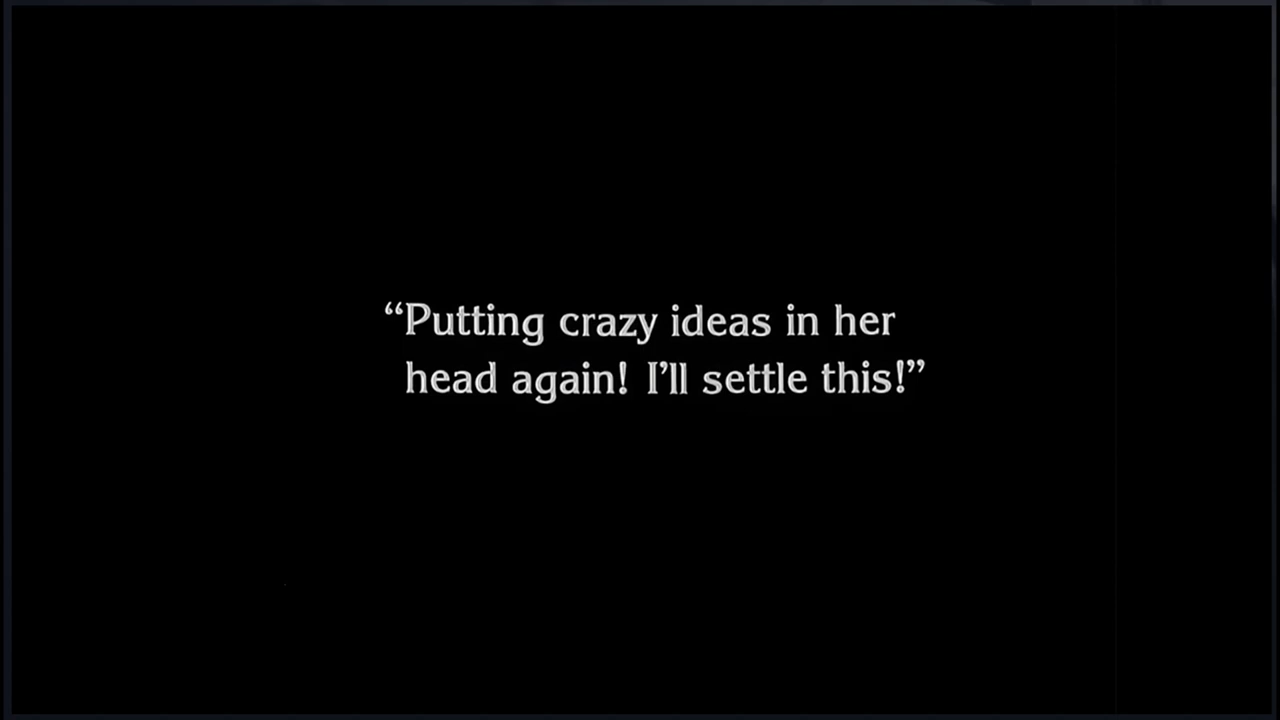 “Putting crazy ideas in her
head again! I’ll settle this!”